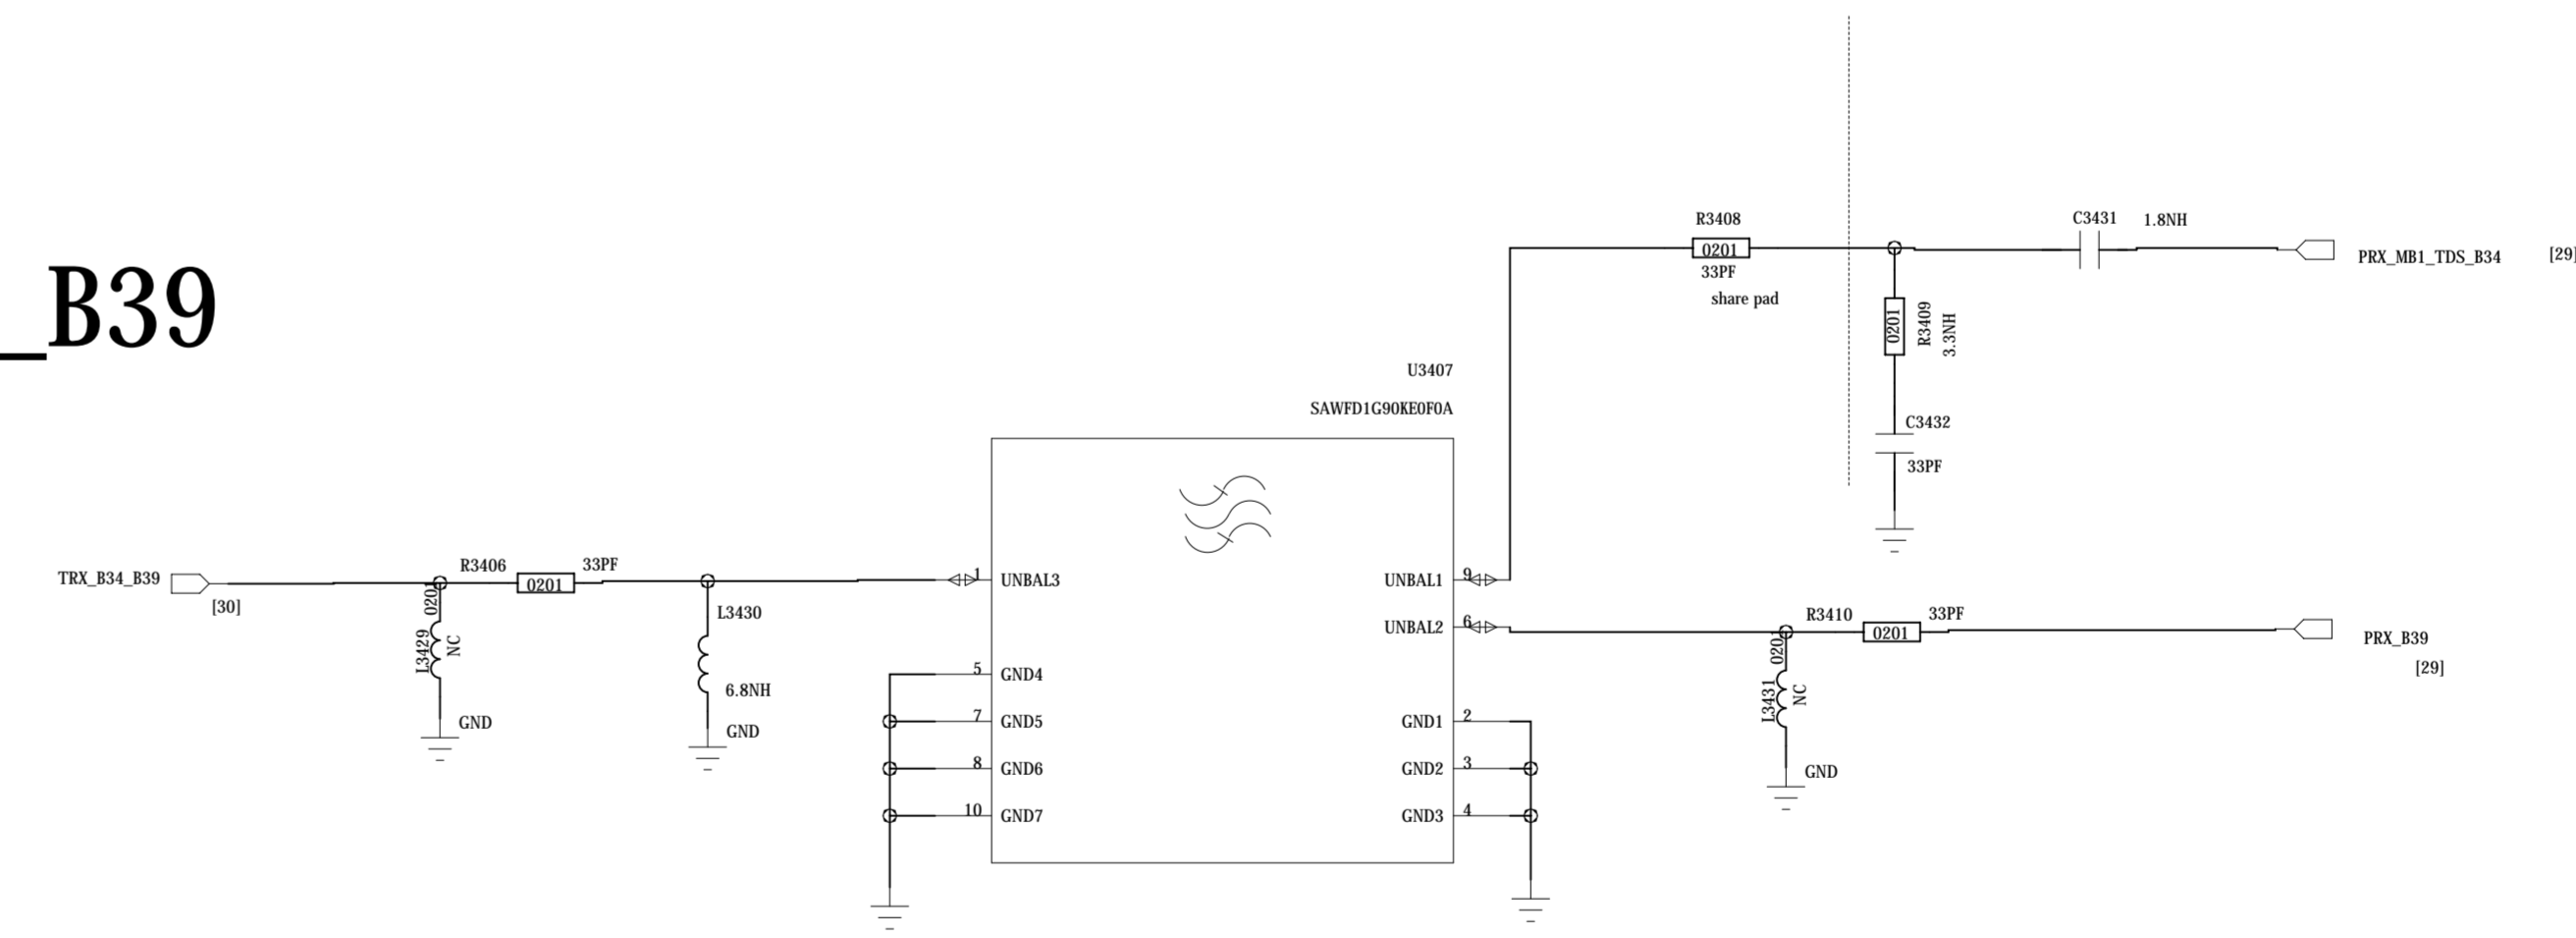 _B39
R3408
0201
33PF
share pad
C3431 1.8NH
PRX_MB1_TDS_B34 [29]
0201
R3409
3.3NH
C3432
33PF
U3407
SAWFD1G90KE0F0A
TRX_B34_B39
[30]
R3406 33PF
0201
0201
L3429
NC
GND
L3430
6.8NH
GND
1 UNBAL3
5 GND4
7 GND5
8 GND6
10 GND7
UNBAL1 9
UNBAL2 6
GND1 2
GND2 3
GND3 4
R3410 33PF
0201
0201
L3431
NC
GND
PRX_B39
[29]